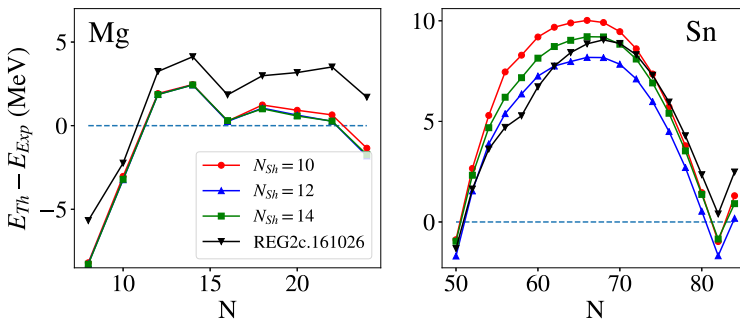 Mg
Sn
E_{Th} − E_{Exp} (MeV)
5
0
−5
10
15
20
N
N_{Sh} = 10
N_{Sh} = 12
N_{Sh} = 14
REG2c.161026
10
5
0
50
60
70
80
N